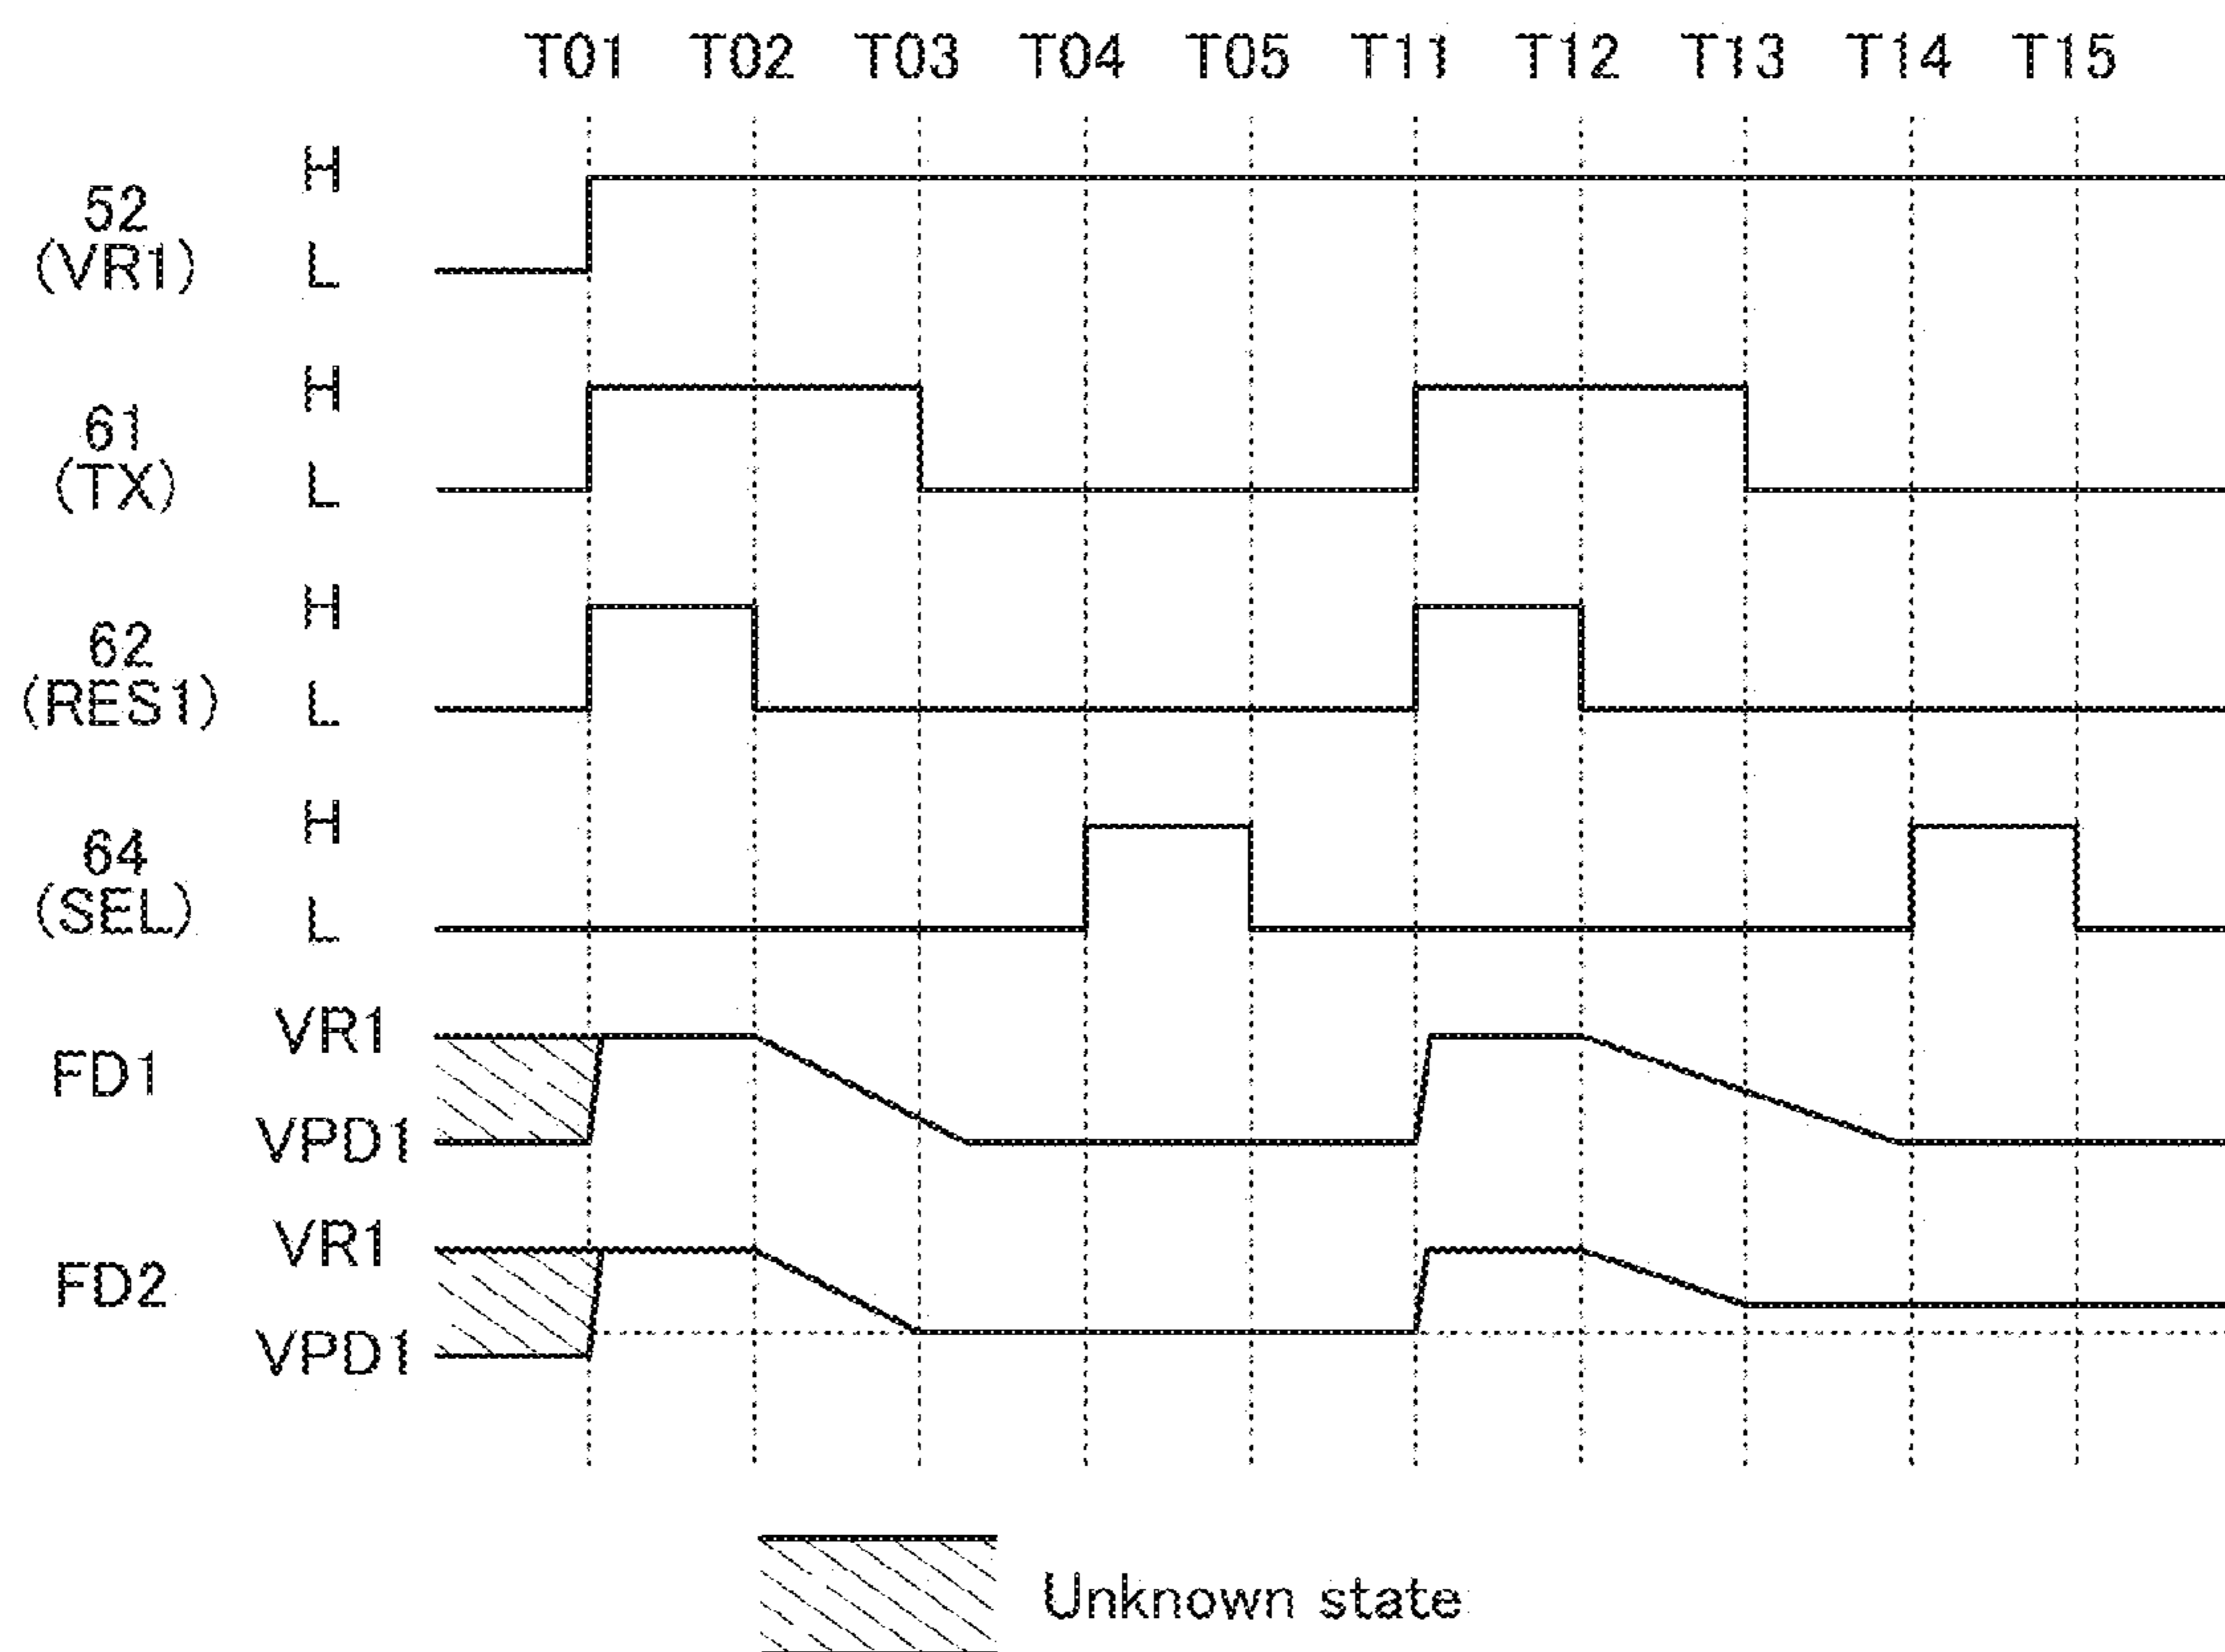 T01 T02 T03 T04 T05 T11 T12 T13 T14 T15
H
52
(VR1)
L
H
61
(TX)
L
H
62
(RES1)
L
H
64
(SEL)
L
VR1
FD1
VPD1
VR1
FD2
VPD1
Unknown state